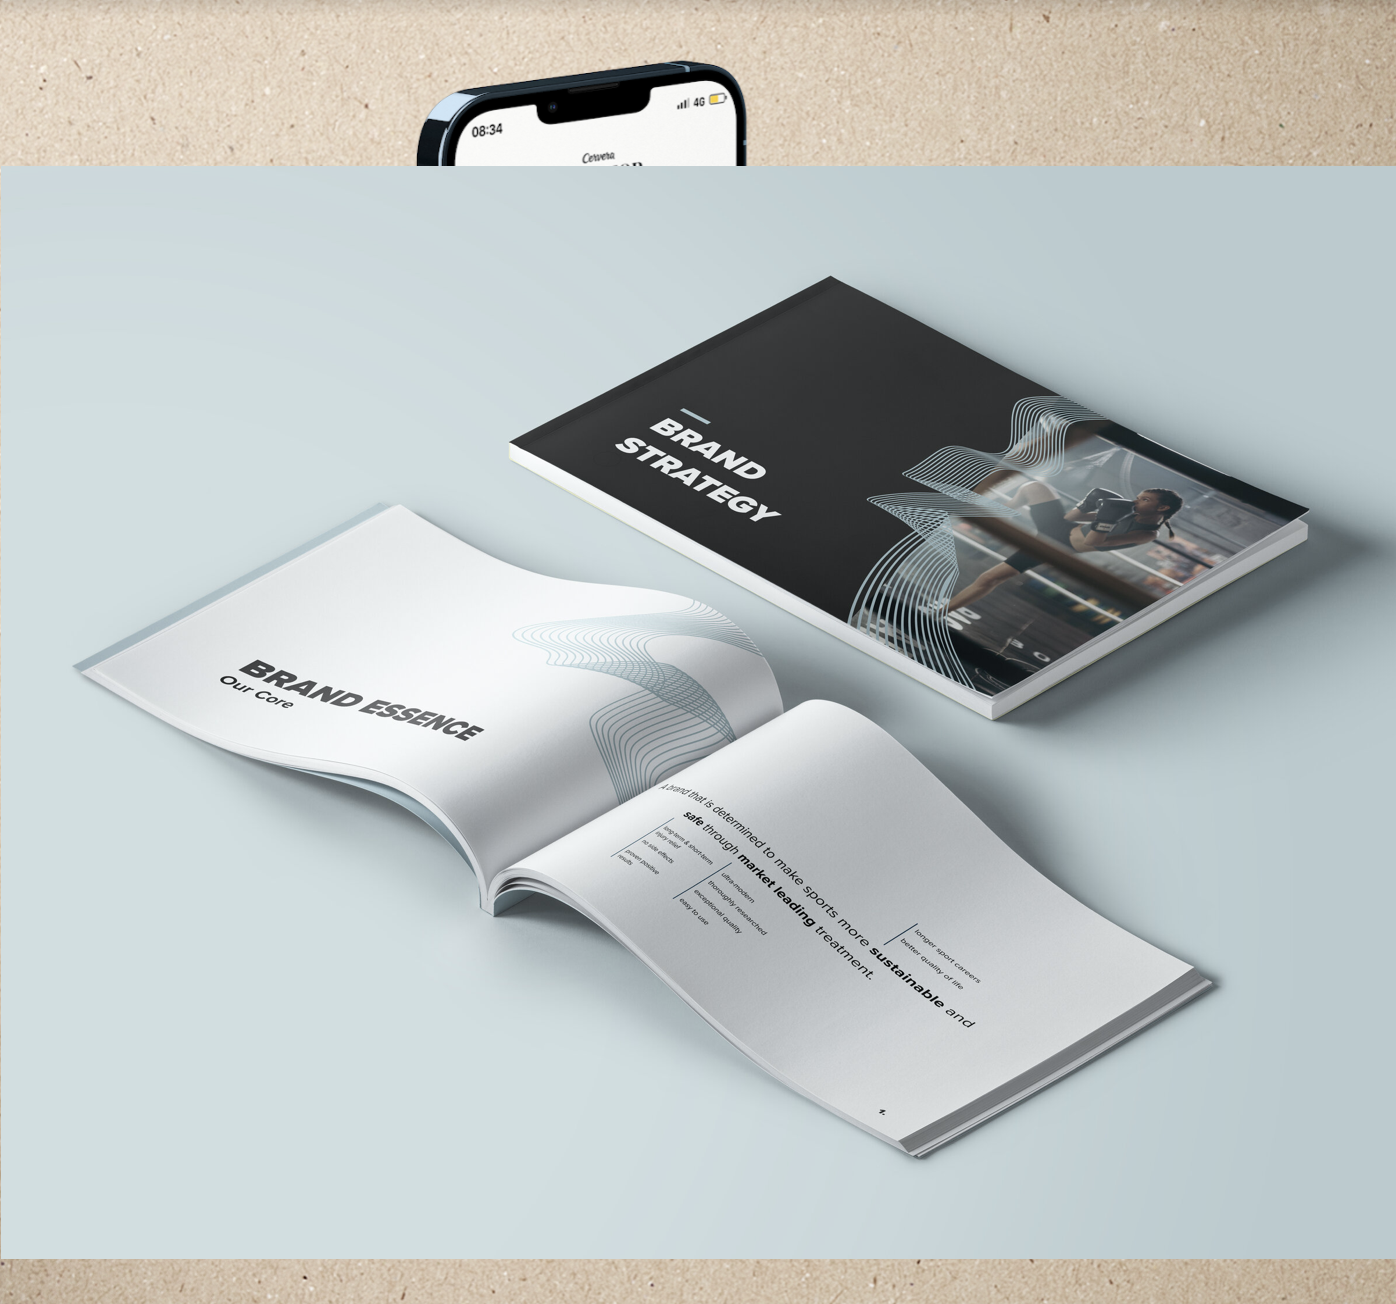 08:34
4G
Cervera
BRAND
STRATEGY
BRAND ESSENCE
Our Core
A brand that is determined to make sports more sustainable and
safe through market leading treatment.
long-term & short-term
injury relief
no side effects
proven positive
results
ultra-modern
thoroughly researched
exceptional quality
easy to use
longer sport careers
better quality of life
1.